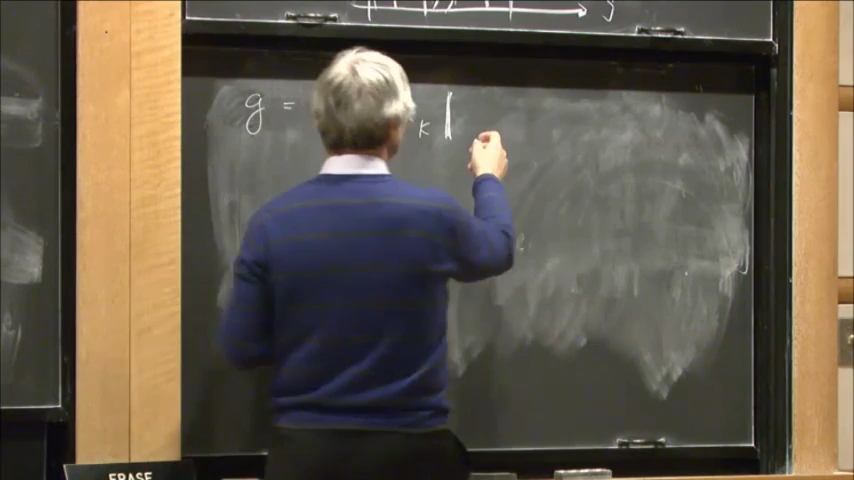 y
g = K
ERASE